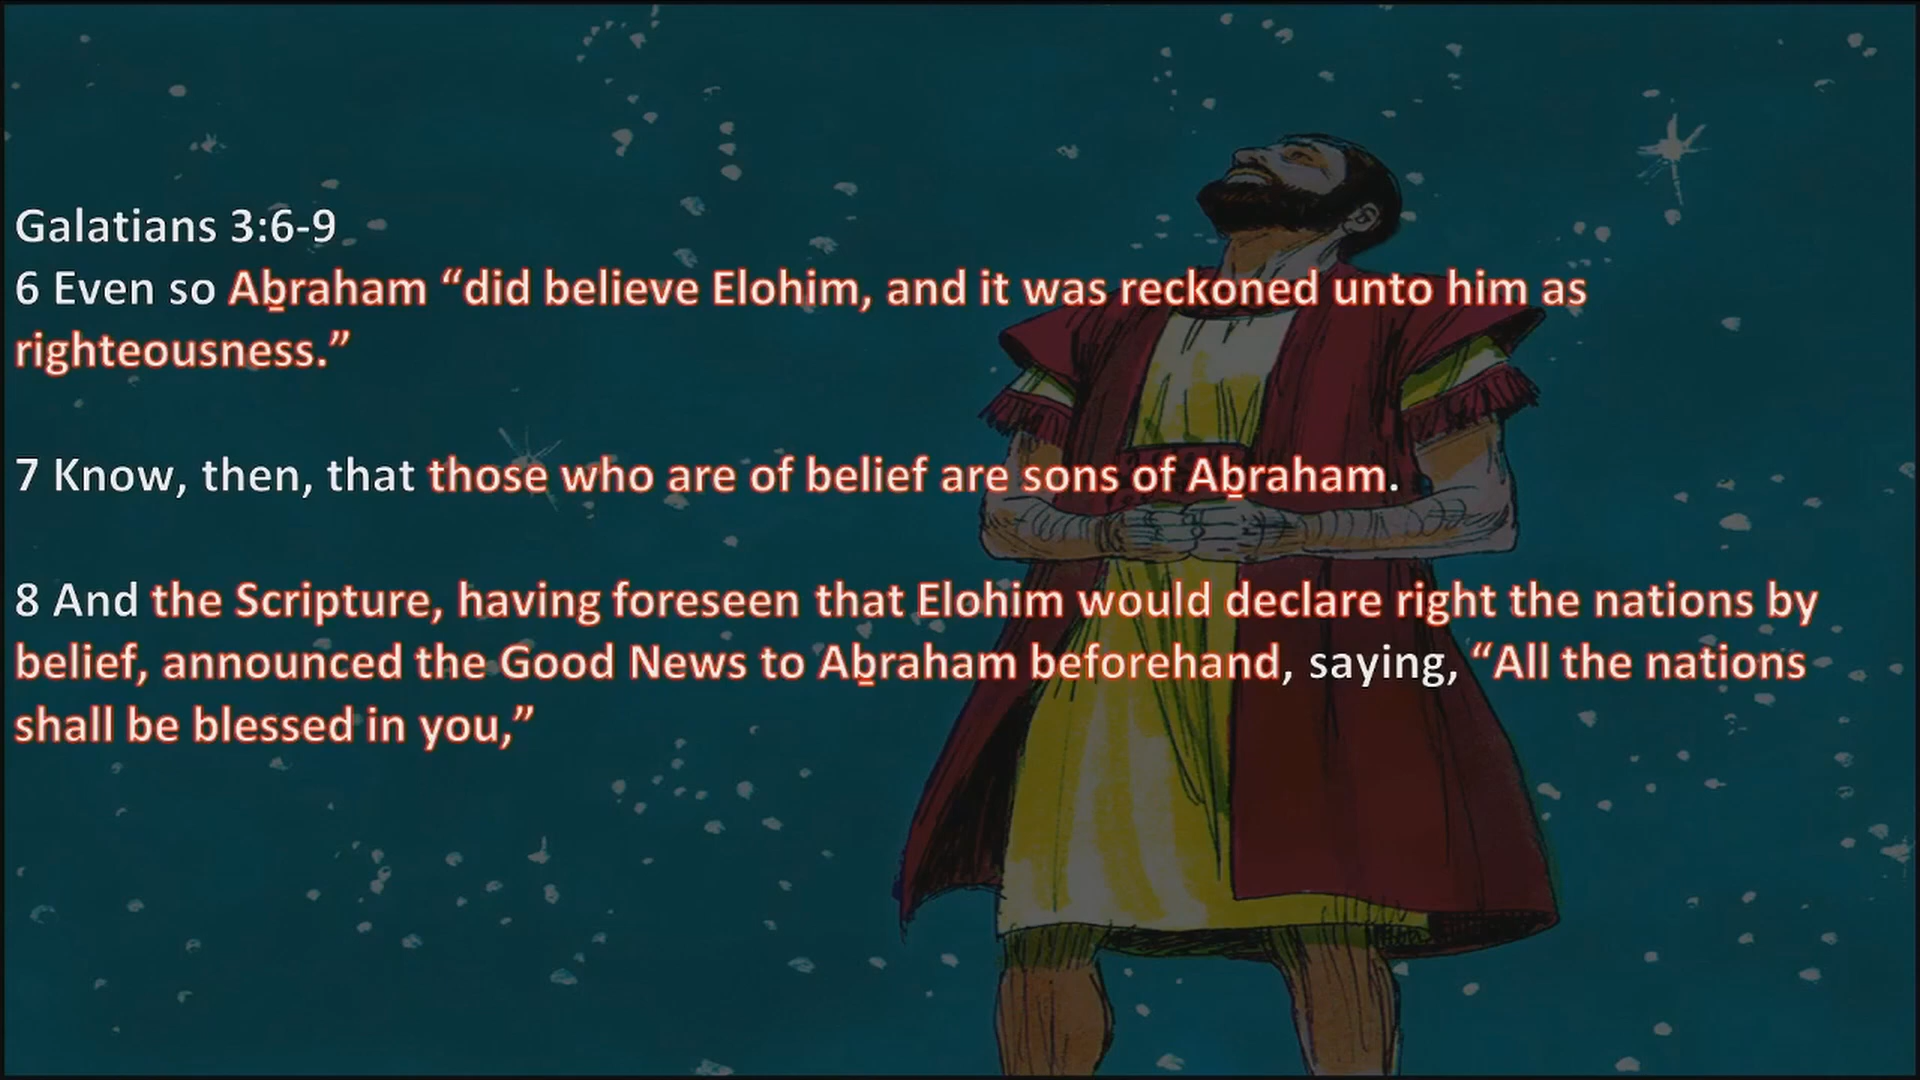 Galatians 3:6-9
6 Even so Aḇraham “did believe Elohim, and it was reckoned unto him as
righteousness.”
7 Know, then, that those who are of belief are sons of Aḇraham.
8 And the Scripture, having foreseen that Elohim would declare right the nations by
belief, announced the Good News to Aḇraham beforehand, saying, “All the nations
shall be blessed in you,”